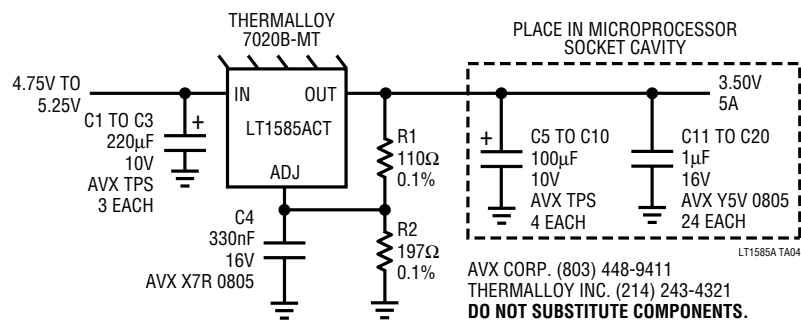 THERMALLOY
7020B-MT
PLACE IN MICROPROCESSOR
SOCKET CAVITY
4.75V TO
5.25V
IN
OUT
LT1585ACT
ADJ
3.50V
5A
C1 TO C3
220µF
10V
AVX TPS
3 EACH
+
R1
110Ω
0.1%
+
C5 TO C10
100µF
10V
AVX TPS
4 EACH
C11 TO C20
1µF
16V
AVX Y5V 0805
24 EACH
C4
330nF
16V
AVX X7R 0805
R2
197Ω
0.1%
LT1585A TA04
AVX CORP. (803) 448-9411
THERMALLOY INC. (214) 243-4321
DO NOT SUBSTITUTE COMPONENTS.